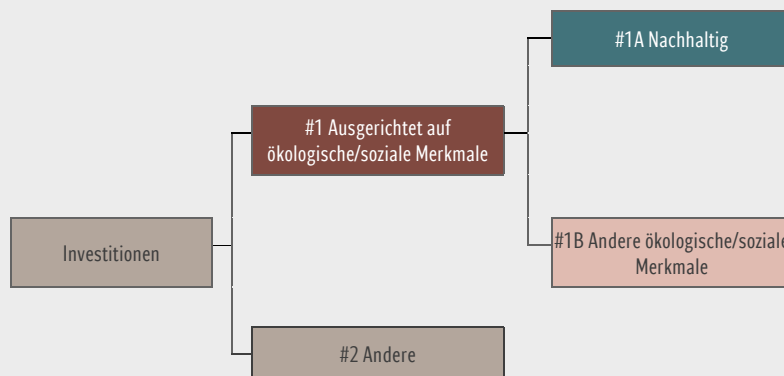 #1A Nachhaltig
#1 Ausgerichtet auf
ökologische/soziale Merkmale
Investitionen
#1B Andere ökologische/soziale
Merkmale
#2 Andere